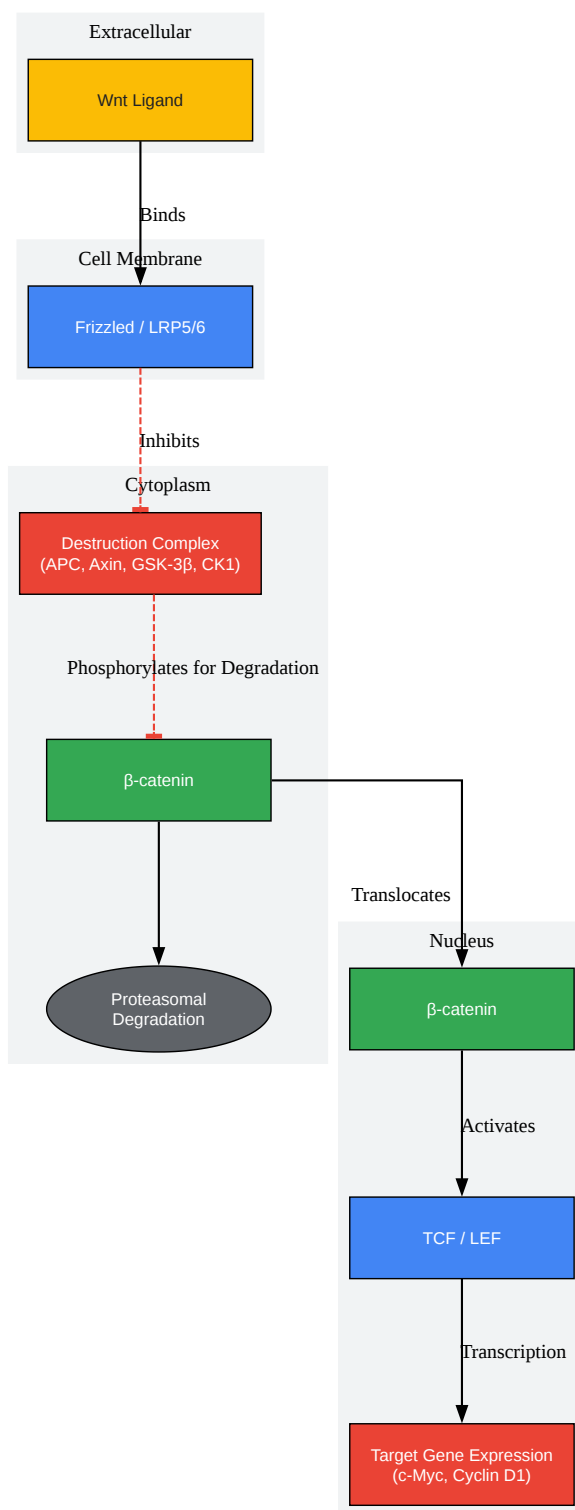 Extracellular
Wnt Ligand
Binds
Cell Membrane
Frizzled / LRP5/6
Inhibits
Cytoplasm
Destruction Complex
(APC, Axin, GSK-3β, CK1)
Phosphorylates for Degradation
β-catenin
Translocates
Nucleus
Proteasomal
Degradation
β-catenin
Activates
TCF / LEF
Transcription
Target Gene Expression
(c-Myc, Cyclin D1)